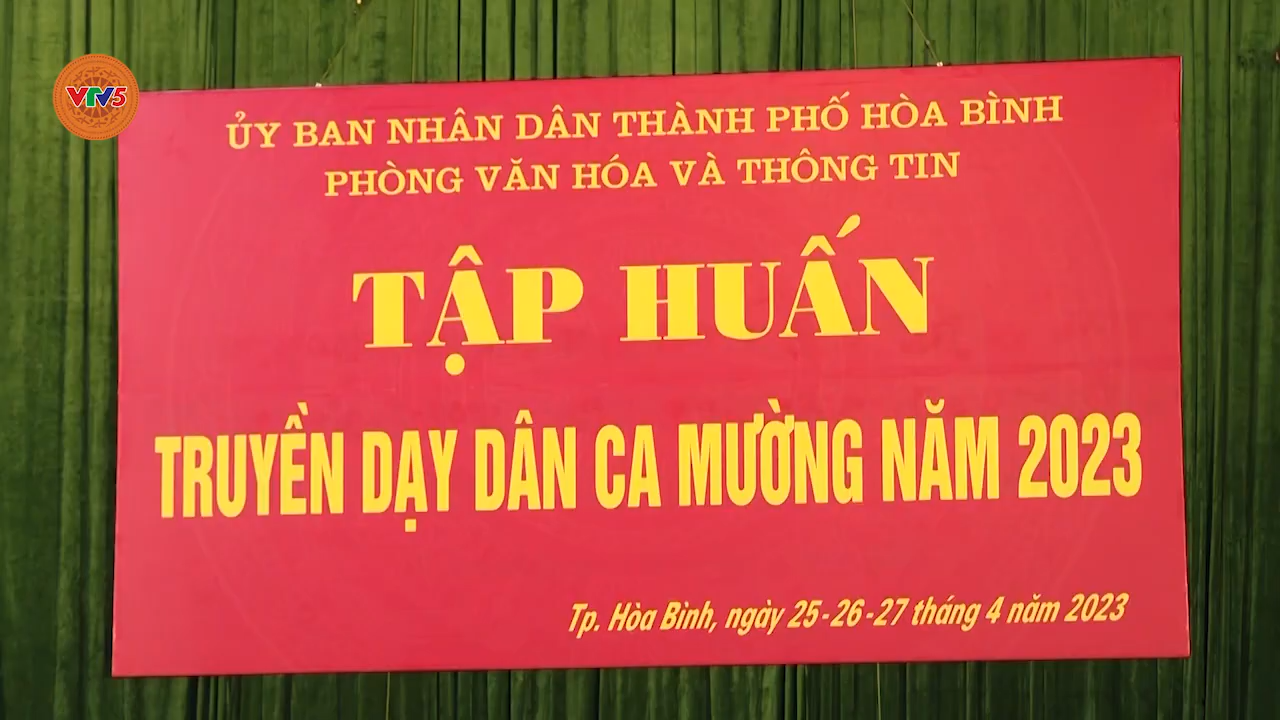 VTV5
ỦY BAN NHÂN DÂN THÀNH PHỐ HÒA BÌNH
PHÒNG VĂN HÓA VÀ THÔNG TIN
TẬP HUẤN
TRUYỀN DẠY DÂN CA MƯỜNG NĂM 2023
Tp. Hòa Bình, ngày 25-26-27 tháng 4 năm 2023